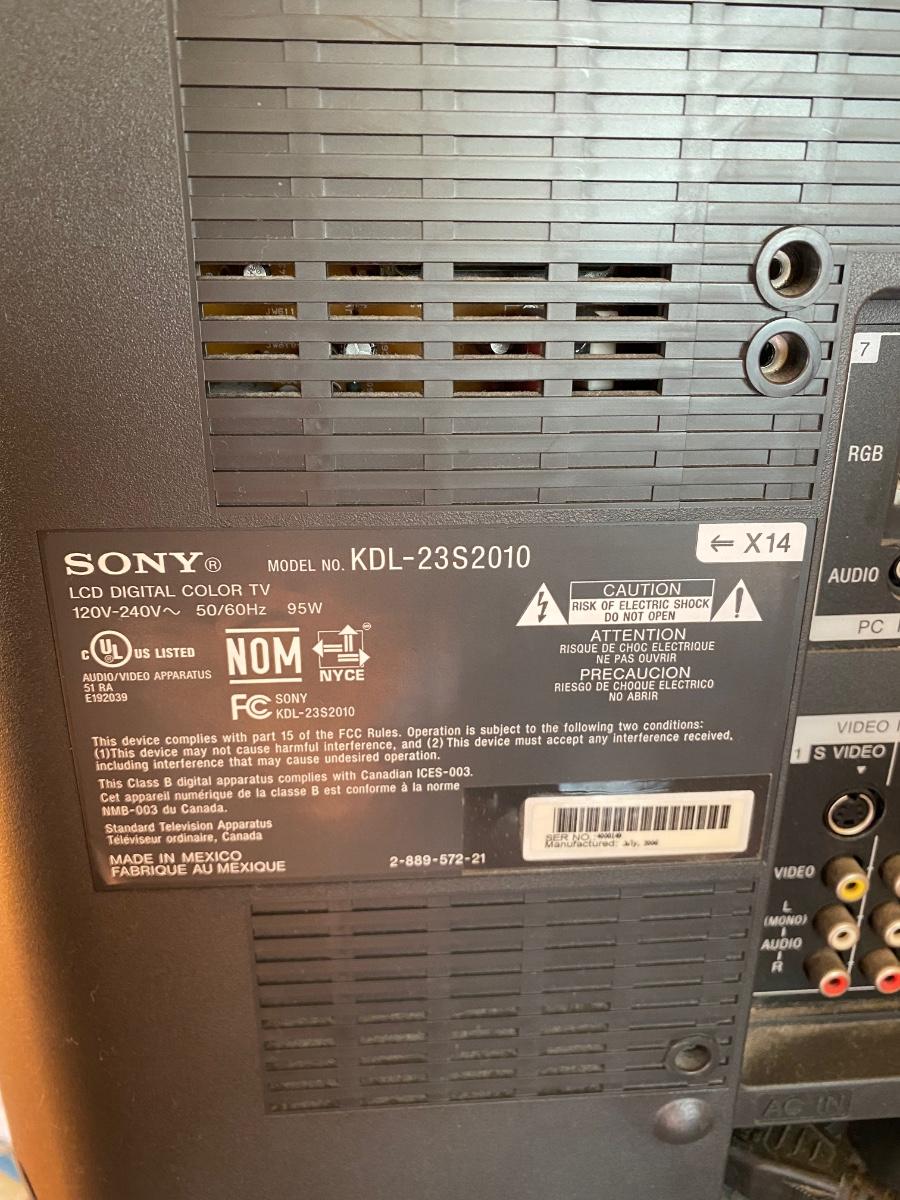 JW611
7
RGB
AUDIO
PC
SONY®
MODEL NO. KDL-23S2010
⇐ X14
LCD DIGITAL COLOR TV
120V-240V~ 50/60Hz 95W
CAUTION
RISK OF ELECTRIC SHOCK
DO NOT OPEN
ATTENTION
RISQUE DE CHOC ELECTRIQUE
NE PAS OUVRIR
PRECAUCION
RIESGO DE CHOQUE ELECTRICO
NO ABRIR
C UL US LISTED
AUDIO/VIDEO APPARATUS
51 RA
E192039
NOM
NYCE
FC SONY
KDL-23S2010
This device complies with part 15 of the FCC Rules. Operation is subject to the following two conditions:
(1)This device may not cause harmful interference, and (2) This device must accept any interference received,
including interference that may cause undesired operation.
This Class B digital apparatus complies with Canadian ICES-003.
Cet appareil numérique de la classe B est conforme à la norme
NMB-003 du Canada.
Standard Television Apparatus
Téléviseur ordinaire, Canada
MADE IN MEXICO
FABRIQUE AU MEXIQUE
2-889-572-21
SER NO.
Manufactured: July, 2006
VIDEO
1 S VIDEO
VIDEO
L
(MONO)
AUDIO
R
AC IN